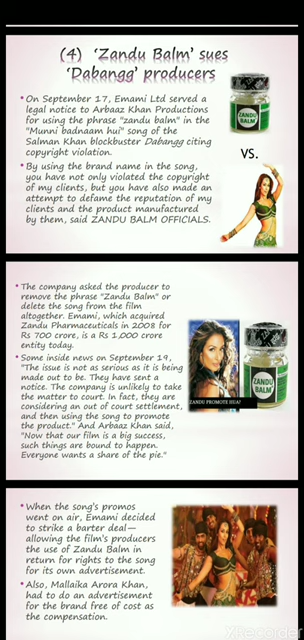 (4) ‘Zandu Balm’ sues
‘Dabangg’ producers
• On September 17, Emami Ltd served a
legal notice to Arbaaz Khan Productions
for using the phrase "zandu balm" in the
"Munni badnaam hui" song of the
Salman Khan blockbuster Dabangg citing
copyright violation.
• By using the brand name in the song,
you have not only violated the copyright
of my clients, but you have also made an
attempt to defame the reputation of my
clients and the product manufactured
by them, said ZANDU BALM OFFICIALS.
ZANDU
BALM
VS.
• The company asked the producer to
remove the phrase "Zandu Balm" or
delete the song from the film
altogether. Emami, which acquired
Zandu Pharmaceuticals in 2008 for
Rs 700 crore, is a Rs 1,000 crore
entity today.
• Some inside news on September 19,
"The issue is not as serious as it is being
made out to be. They have sent a
notice. The company is unlikely to take
the matter to court. In fact, they are
considering an out of court settlement,
and then using the song to promote
the product." And Arbaaz Khan said,
"Now that our film is a big success,
such things are bound to happen.
Everyone wants a share of the pie."
ZANDU
BALM
ZANDU PROMOTE HUA!
• When the song's promos
went on air, Emami decided
to strike a barter deal—
allowing the film's producers
the use of Zandu Balm in
return for rights to the song
for its own advertisement.
• Also, Mallaika Arora Khan,
had to do an advertisement
for the brand free of cost as
the compensation.
XRecorder